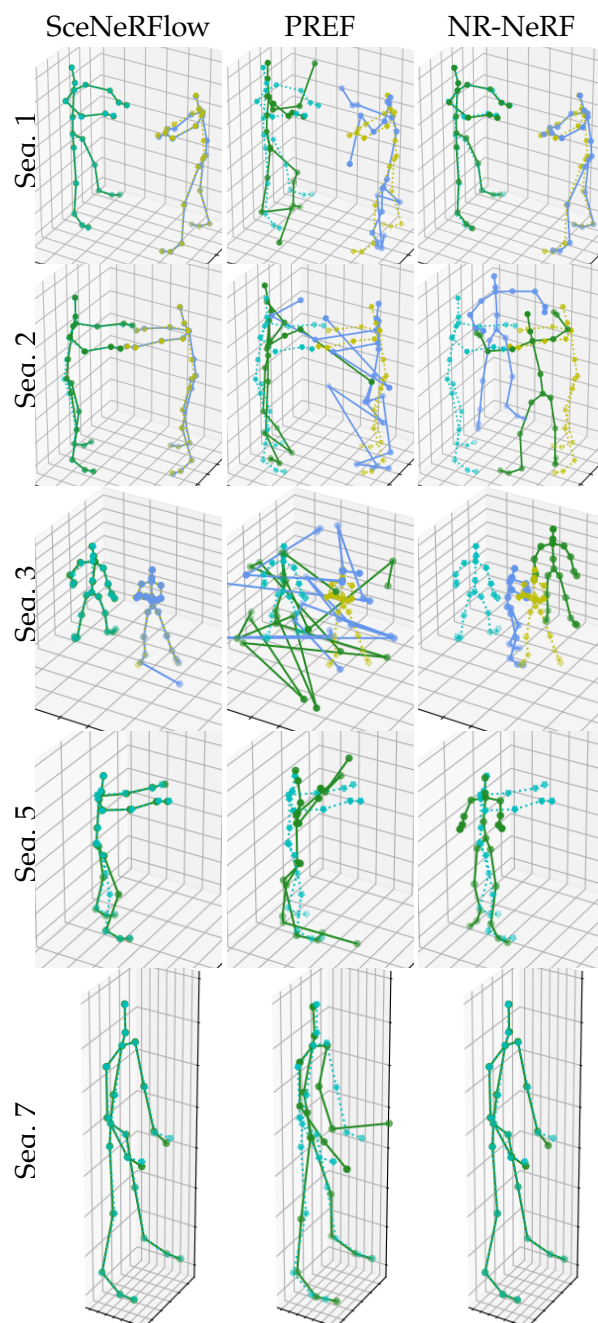 SceNeRFlow PREF NR-NeRF
Seq. 1
Seq. 2
Seq. 3
Seq. 5
Seq. 7